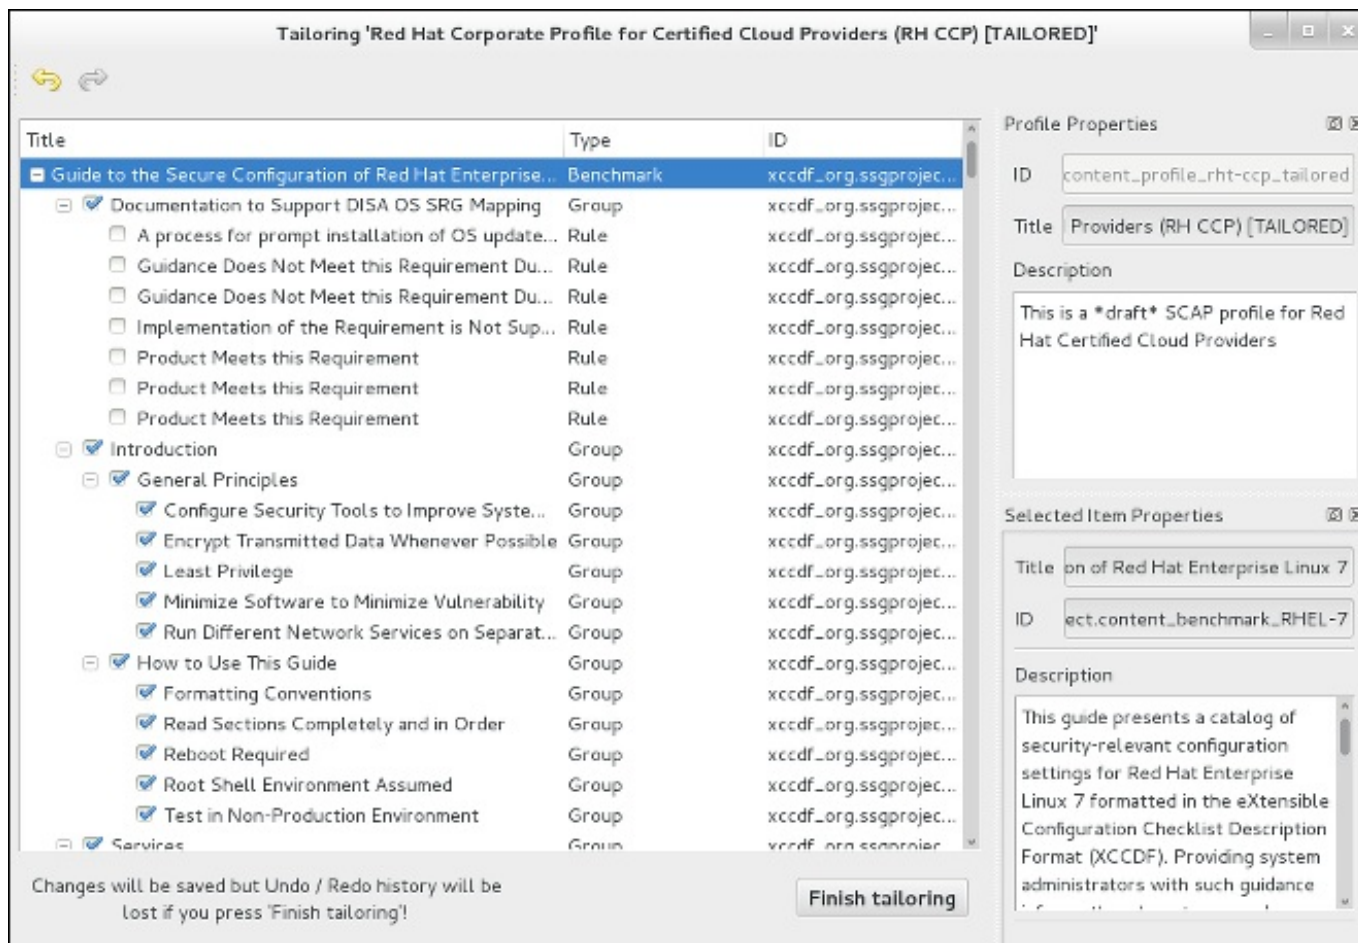 Tailoring 'Red Hat Corporate Profile for Certified Cloud Providers (RH CCP) [TAILORED]'
Title Type ID
Guide to the Secure Configuration of Red Hat Enterprise... Benchmark xccdf_org.ssgprojec...
Documentation to Support DISA OS SRG Mapping Group xccdf_org.ssgprojec...
A process for prompt installation of OS update... Rule xccdf_org.ssgprojec...
Guidance Does Not Meet this Requirement Du... Rule xccdf_org.ssgprojec...
Guidance Does Not Meet this Requirement Du... Rule xccdf_org.ssgprojec...
Implementation of the Requirement is Not Sup... Rule xccdf_org.ssgprojec...
Product Meets this Requirement Rule xccdf_org.ssgprojec...
Product Meets this Requirement Rule xccdf_org.ssgprojec...
Product Meets this Requirement Rule xccdf_org.ssgprojec...
Introduction Group xccdf_org.ssgprojec...
General Principles Group xccdf_org.ssgprojec...
Configure Security Tools to Improve Syste... Group xccdf_org.ssgprojec...
Encrypt Transmitted Data Whenever Possible Group xccdf_org.ssgprojec...
Least Privilege Group xccdf_org.ssgprojec...
Minimize Software to Minimize Vulnerability Group xccdf_org.ssgprojec...
Run Different Network Services on Separat... Group xccdf_org.ssgprojec...
How to Use This Guide Group xccdf_org.ssgprojec...
Formatting Conventions Group xccdf_org.ssgprojec...
Read Sections Completely and in Order Group xccdf_org.ssgprojec...
Reboot Required Group xccdf_org.ssgprojec...
Root Shell Environment Assumed Group xccdf_org.ssgprojec...
Test in Non-Production Environment Group xccdf_org.ssgprojec...
Services Group xccdf_org.ssgprojec...
Changes will be saved but Undo / Redo history will be
lost if you press 'Finish tailoring'!
Finish tailoring
Profile Properties
ID content_profile_rht-ccp_tailored
Title Providers (RH CCP) [TAILORED]
Description
This is a *draft* SCAP profile for Red
Hat Certified Cloud Providers
Selected Item Properties
Title on of Red Hat Enterprise Linux 7
ID ect.content_benchmark_RHEL-7
Description
This guide presents a catalog of
security-relevant configuration
settings for Red Hat Enterprise
Linux 7 formatted in the eXtensible
Configuration Checklist Description
Format (XCCDF). Providing system
administrators with such guidance